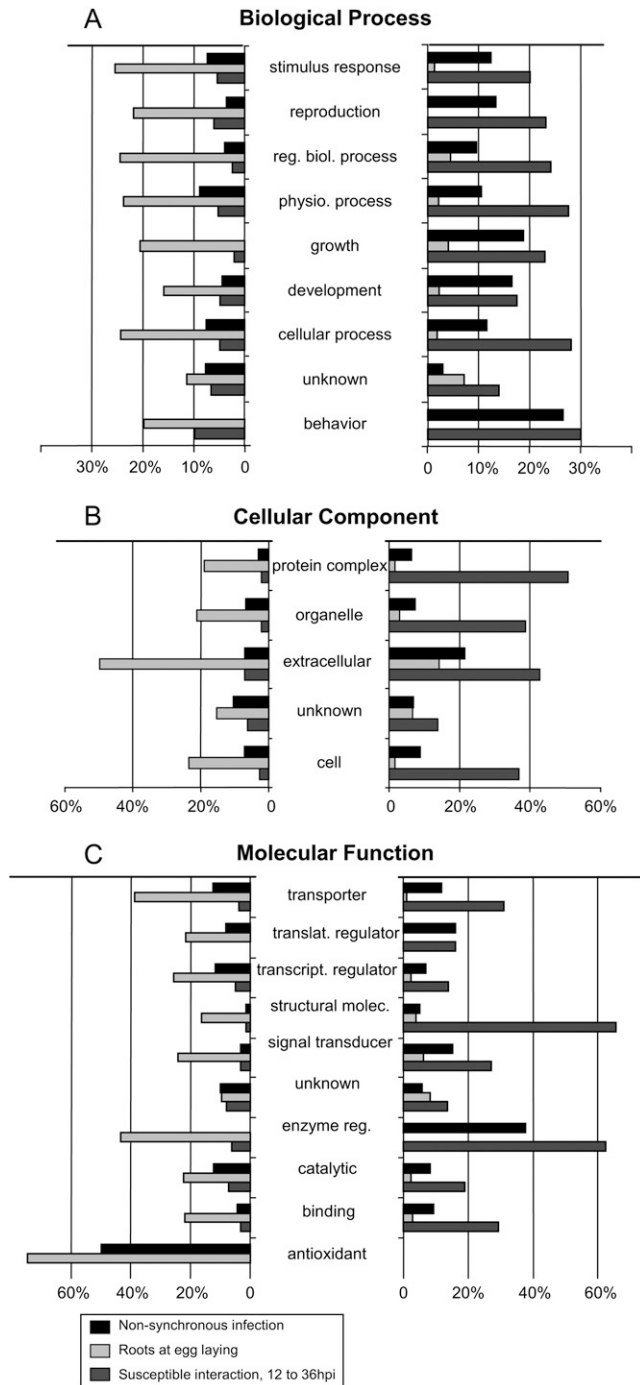 A Biological Process
stimulus response
reproduction
reg. biol. process
physio. process
growth
development
cellular process
unknown
behavior
30% 20% 10% 0 0 10% 20% 30%
B Cellular Component
protein complex
organelle
extracellular
unknown
cell
60% 40% 20% 0 0 20% 40% 60%
C Molecular Function
transporter
translat. regulator
transcript. regulator
structural molec.
signal transducer
unknown
enzyme reg.
catalytic
binding
antioxidant
60% 40% 20% 0 0 20% 40% 60%
Non-synchronous infection
Roots at egg laying
Susceptible interaction, 12 to 36hpi